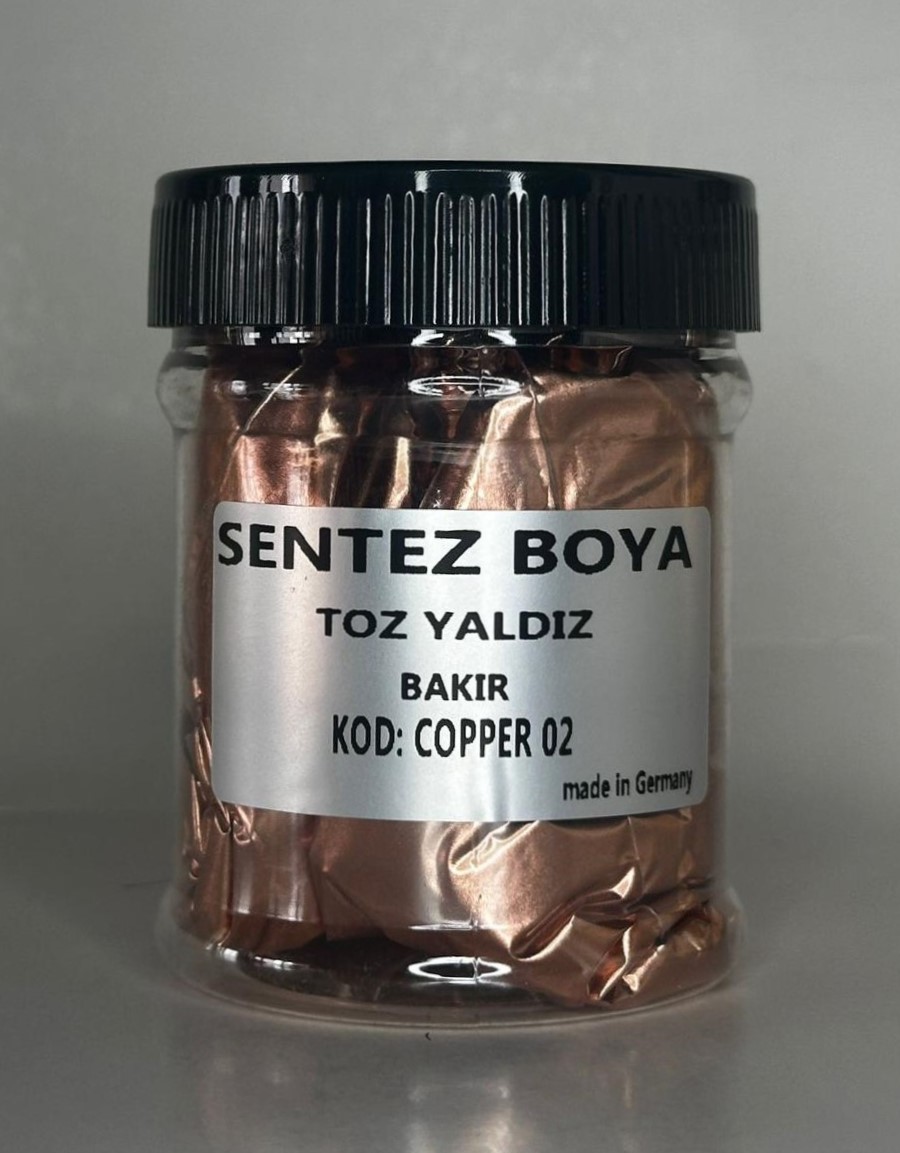 SENTEZ BOYA
TOZ YALDIZ
BAKIR
KOD: COPPER 02
made in Germany